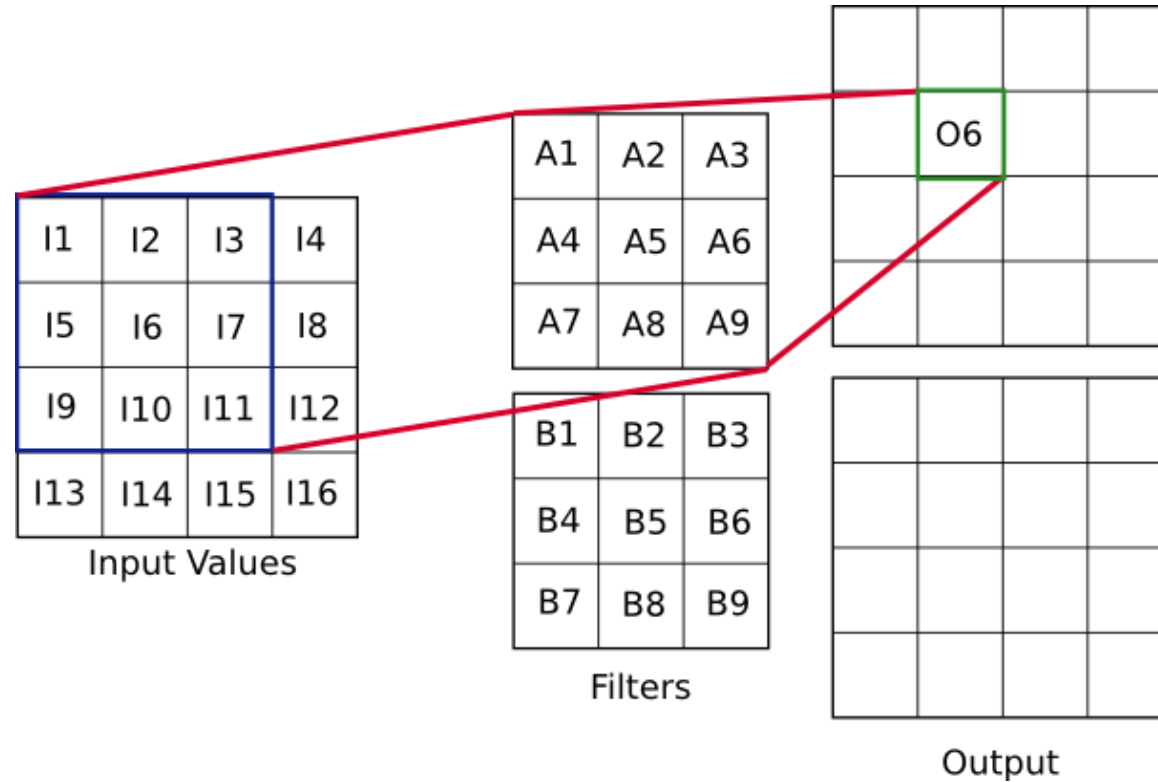 I1 I2 I3 I4
I5 I6 I7 I8
I9 I10 I11 I12
I13 I14 I15 I16
Input Values
A1 A2 A3
A4 A5 A6
A7 A8 A9
B1 B2 B3
B4 B5 B6
B7 B8 B9
Filters
O6
Output